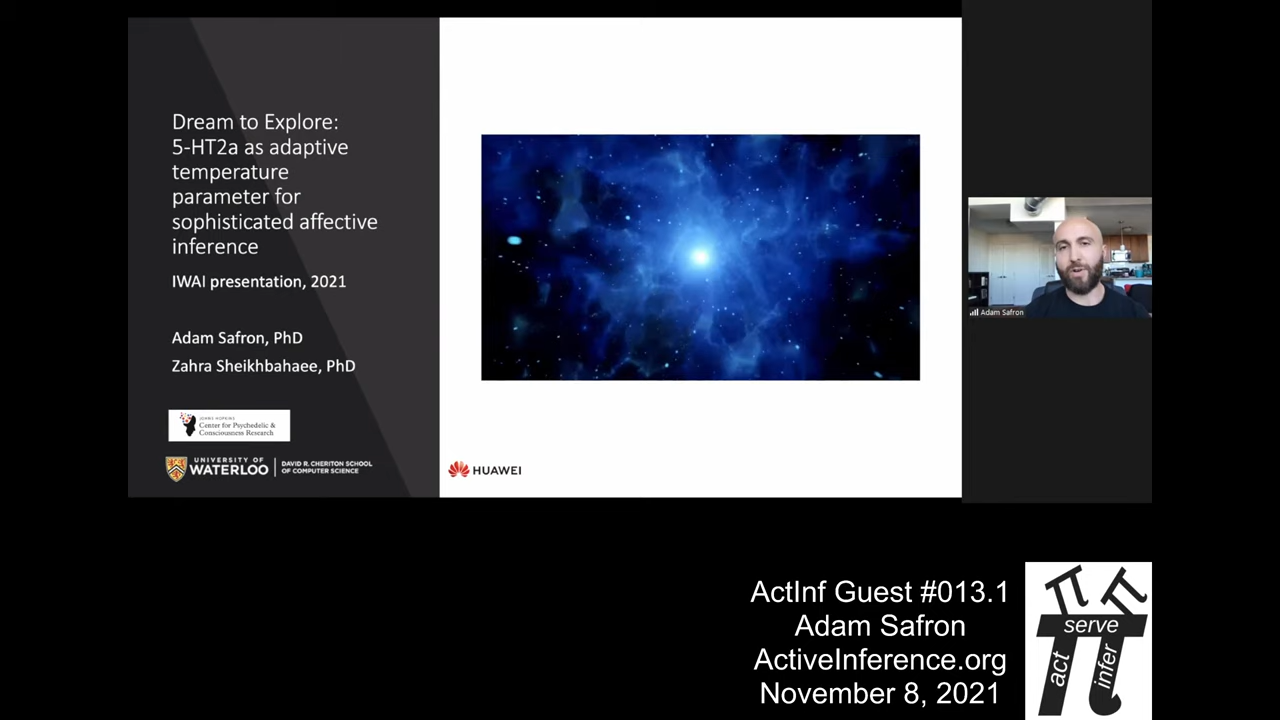 Dream to Explore:
5-HT2a as adaptive
temperature
parameter for
sophisticated affective
inference
IWAI presentation, 2021
Adam Safron, PhD
Zahra Sheikhbahaee, PhD
JOHNS HOPKINS
Center for Psychedelic &
Consciousness Research
UNIVERSITY OF
WATERLOO
DAVID R. CHERITON SCHOOL
OF COMPUTER SCIENCE
HUAWEI
Adam Safron
ActInf Guest #013.1
Adam Safron
ActiveInference.org
November 8, 2021
π π
serve
act
infer